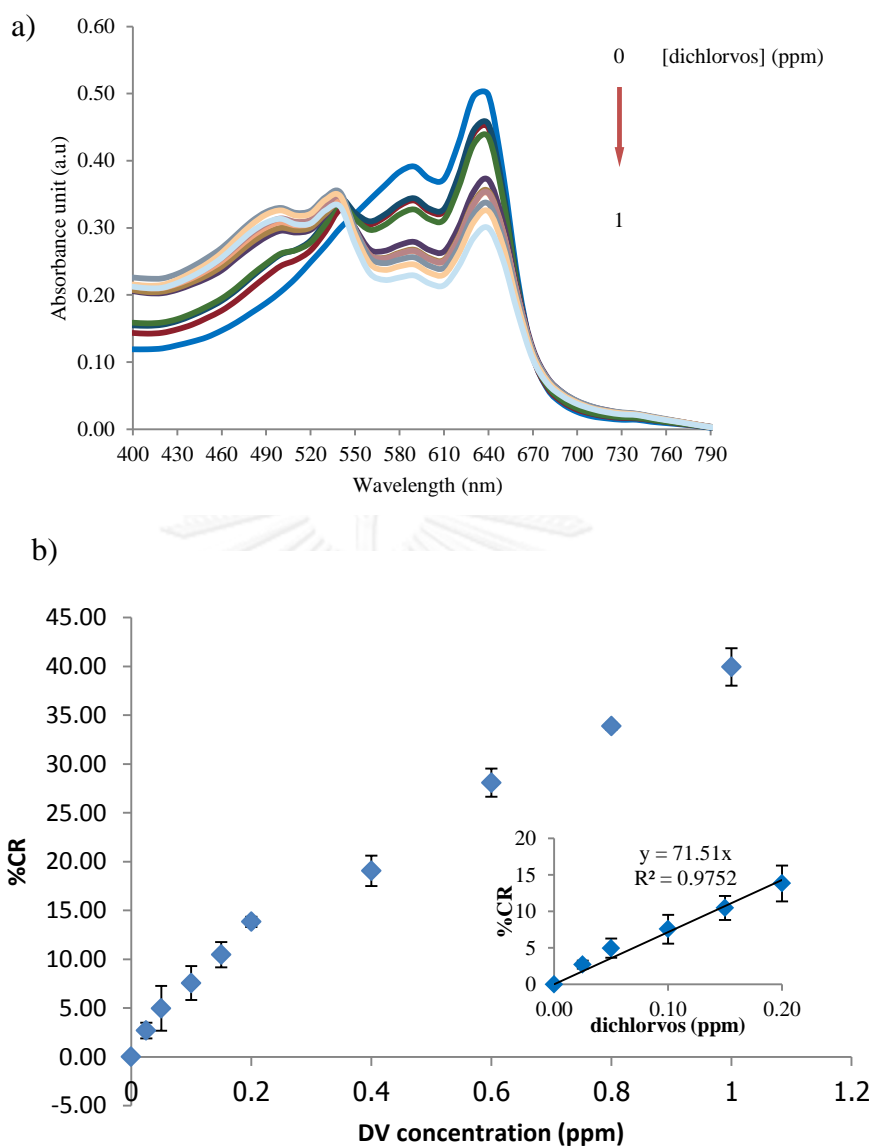 a)
0.60
0.50
0.40
0.30
0.20
0.10
0.00
Absorbance unit (a.u)
400 430 460 490 520 550 580 610 640 670 700 730 760 790
Wavelength (nm)
0 [dichlorvos] (ppm)
1
b)
45.00
40.00
35.00
30.00
25.00
20.00
15.00
10.00
5.00
0.00
-5.00
%CR
0 0.2 0.4 0.6 0.8 1 1.2
DV concentration (ppm)
20
15
10
5
0
%CR
y = 71.51x
R² = 0.9752
0.00 0.10 0.20
dichlorvos (ppm)